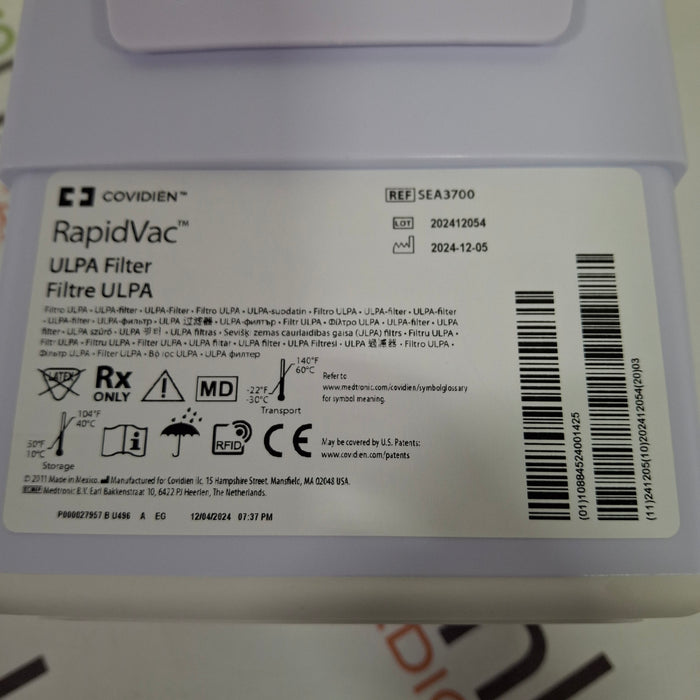 COVIDIEN™
REF SEA3700
LOT 202412054
2024-12-05
RapidVac™
ULPA Filter
Filtre ULPA
Filtro ULPA • ULPA-filter • ULPA-Filter • Filtro ULPA • ULPA-suodatin • Filtro ULPA • ULPA-filter • ULPA-filter
• ULPA-filter • ULPA-фильтр • ULPA 过滤器 • ULPA-филтър • Filtr ULPA • Φίλτρο ULPA • ULPA-filter • ULPA
filter • ULPA szűrő • ULPA 필터 • ULPA filtras • Sevišķi zemas caurlaidības gaisa (ULPA) filtrs • Filtru ULPA •
Filtr ULPA • Filtru ULPA • Filter ULPA • ULPA filtar • ULPA filter • ULPA Filtresi • ULPA 過濾器 • Filtro ULPA •
Фільтр ULPA • Filter ULPA • Bộ lọc ULPA • ULPA филтер
LATEX
Rx
ONLY
MD
140°F
60°C
-22°F
-30°C
Transport
Refer to
www.medtronic.com/covidien/symbolglossary
for symbol meaning.
104°F
40°C
50°F
10°C
Storage
RFID
CE
May be covered by U.S. Patents:
www.covidien.com/patents
© 2011 Made in Mexico. Manufactured for Covidien llc, 15 Hampshire Street, Mansfield, MA 02048 USA.
EC REP Medtronic B.V. Earl Bakkenstraat 10, 6422 PJ Heerlen, The Netherlands.
P000027957 B U496 A EG 12/04/2024 07:37 PM
(01)10884524001425
(11)241205(10)202412054(20)03